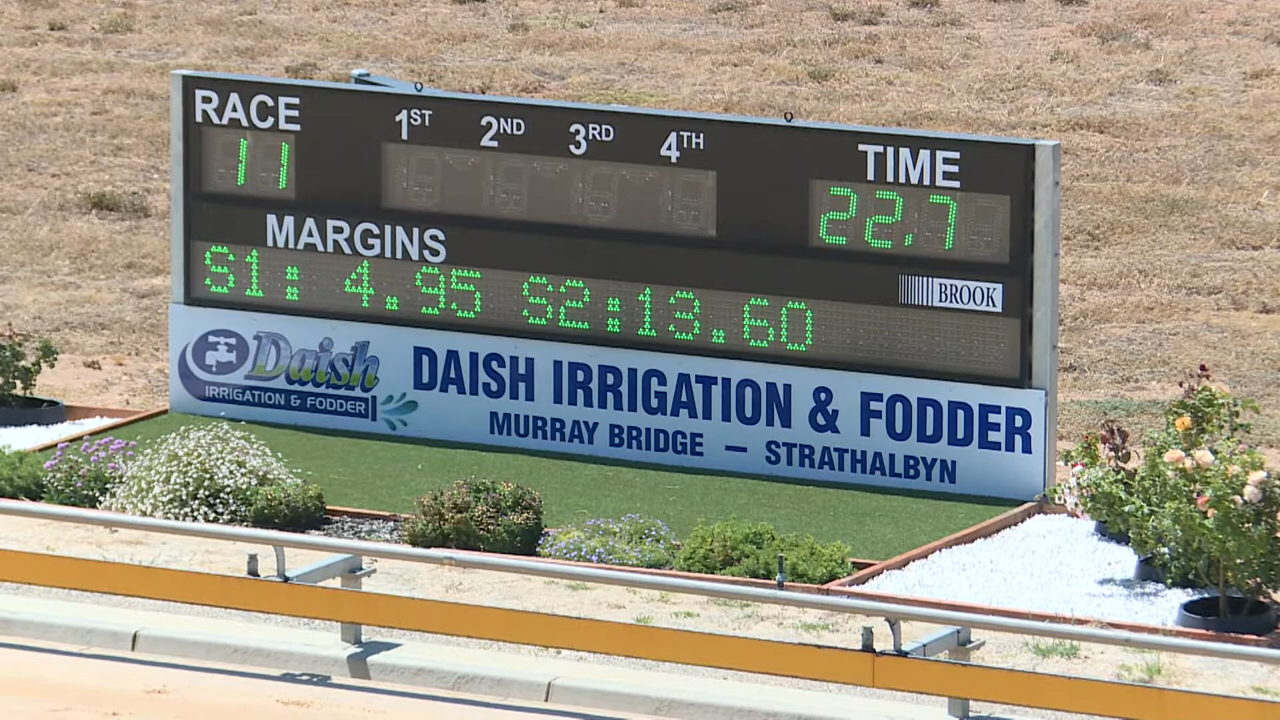 RACE 1ST 2ND 3RD 4TH TIME
11 22.7
MARGINS
S1: 4.95 S2:13.60
BROOK
Daish
IRRIGATION & FODDER
DAISH IRRIGATION & FODDER
MURRAY BRIDGE – STRATHALBYN